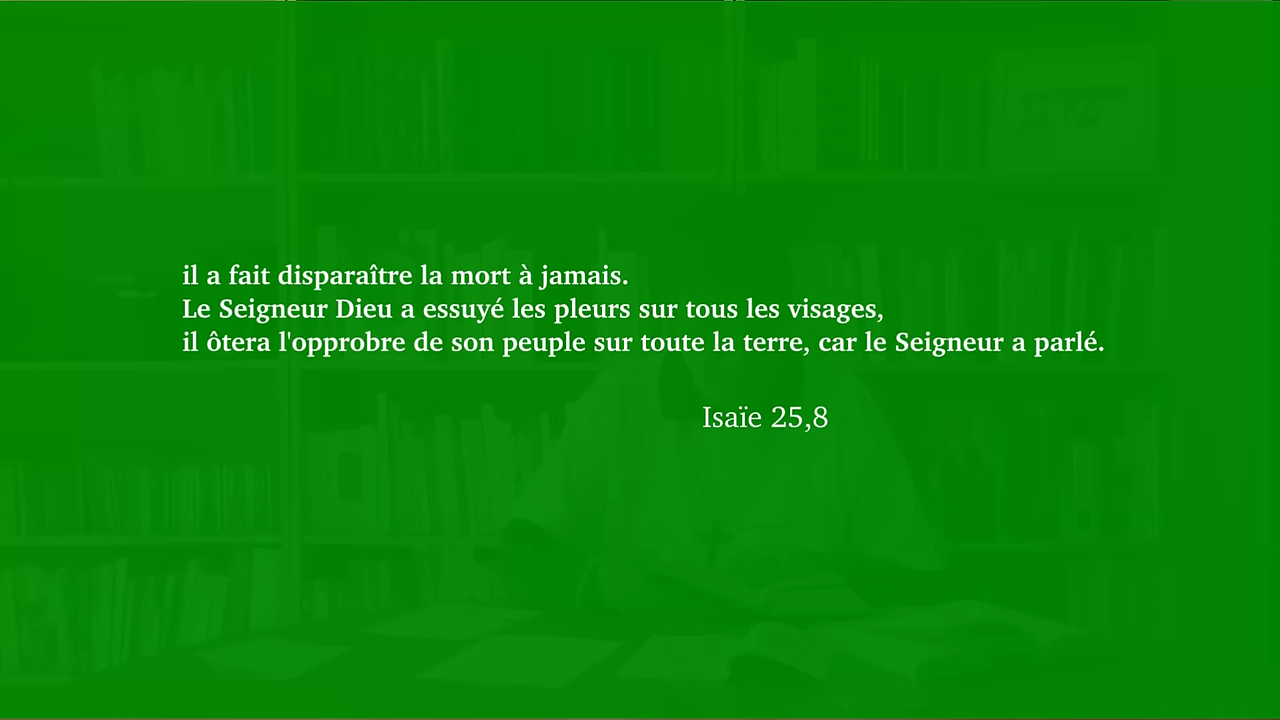 il a fait disparaître la mort à jamais.
Le Seigneur Dieu a essuyé les pleurs sur tous les visages,
il ôtera l'opprobre de son peuple sur toute la terre, car le Seigneur a parlé.
Isaïe 25,8